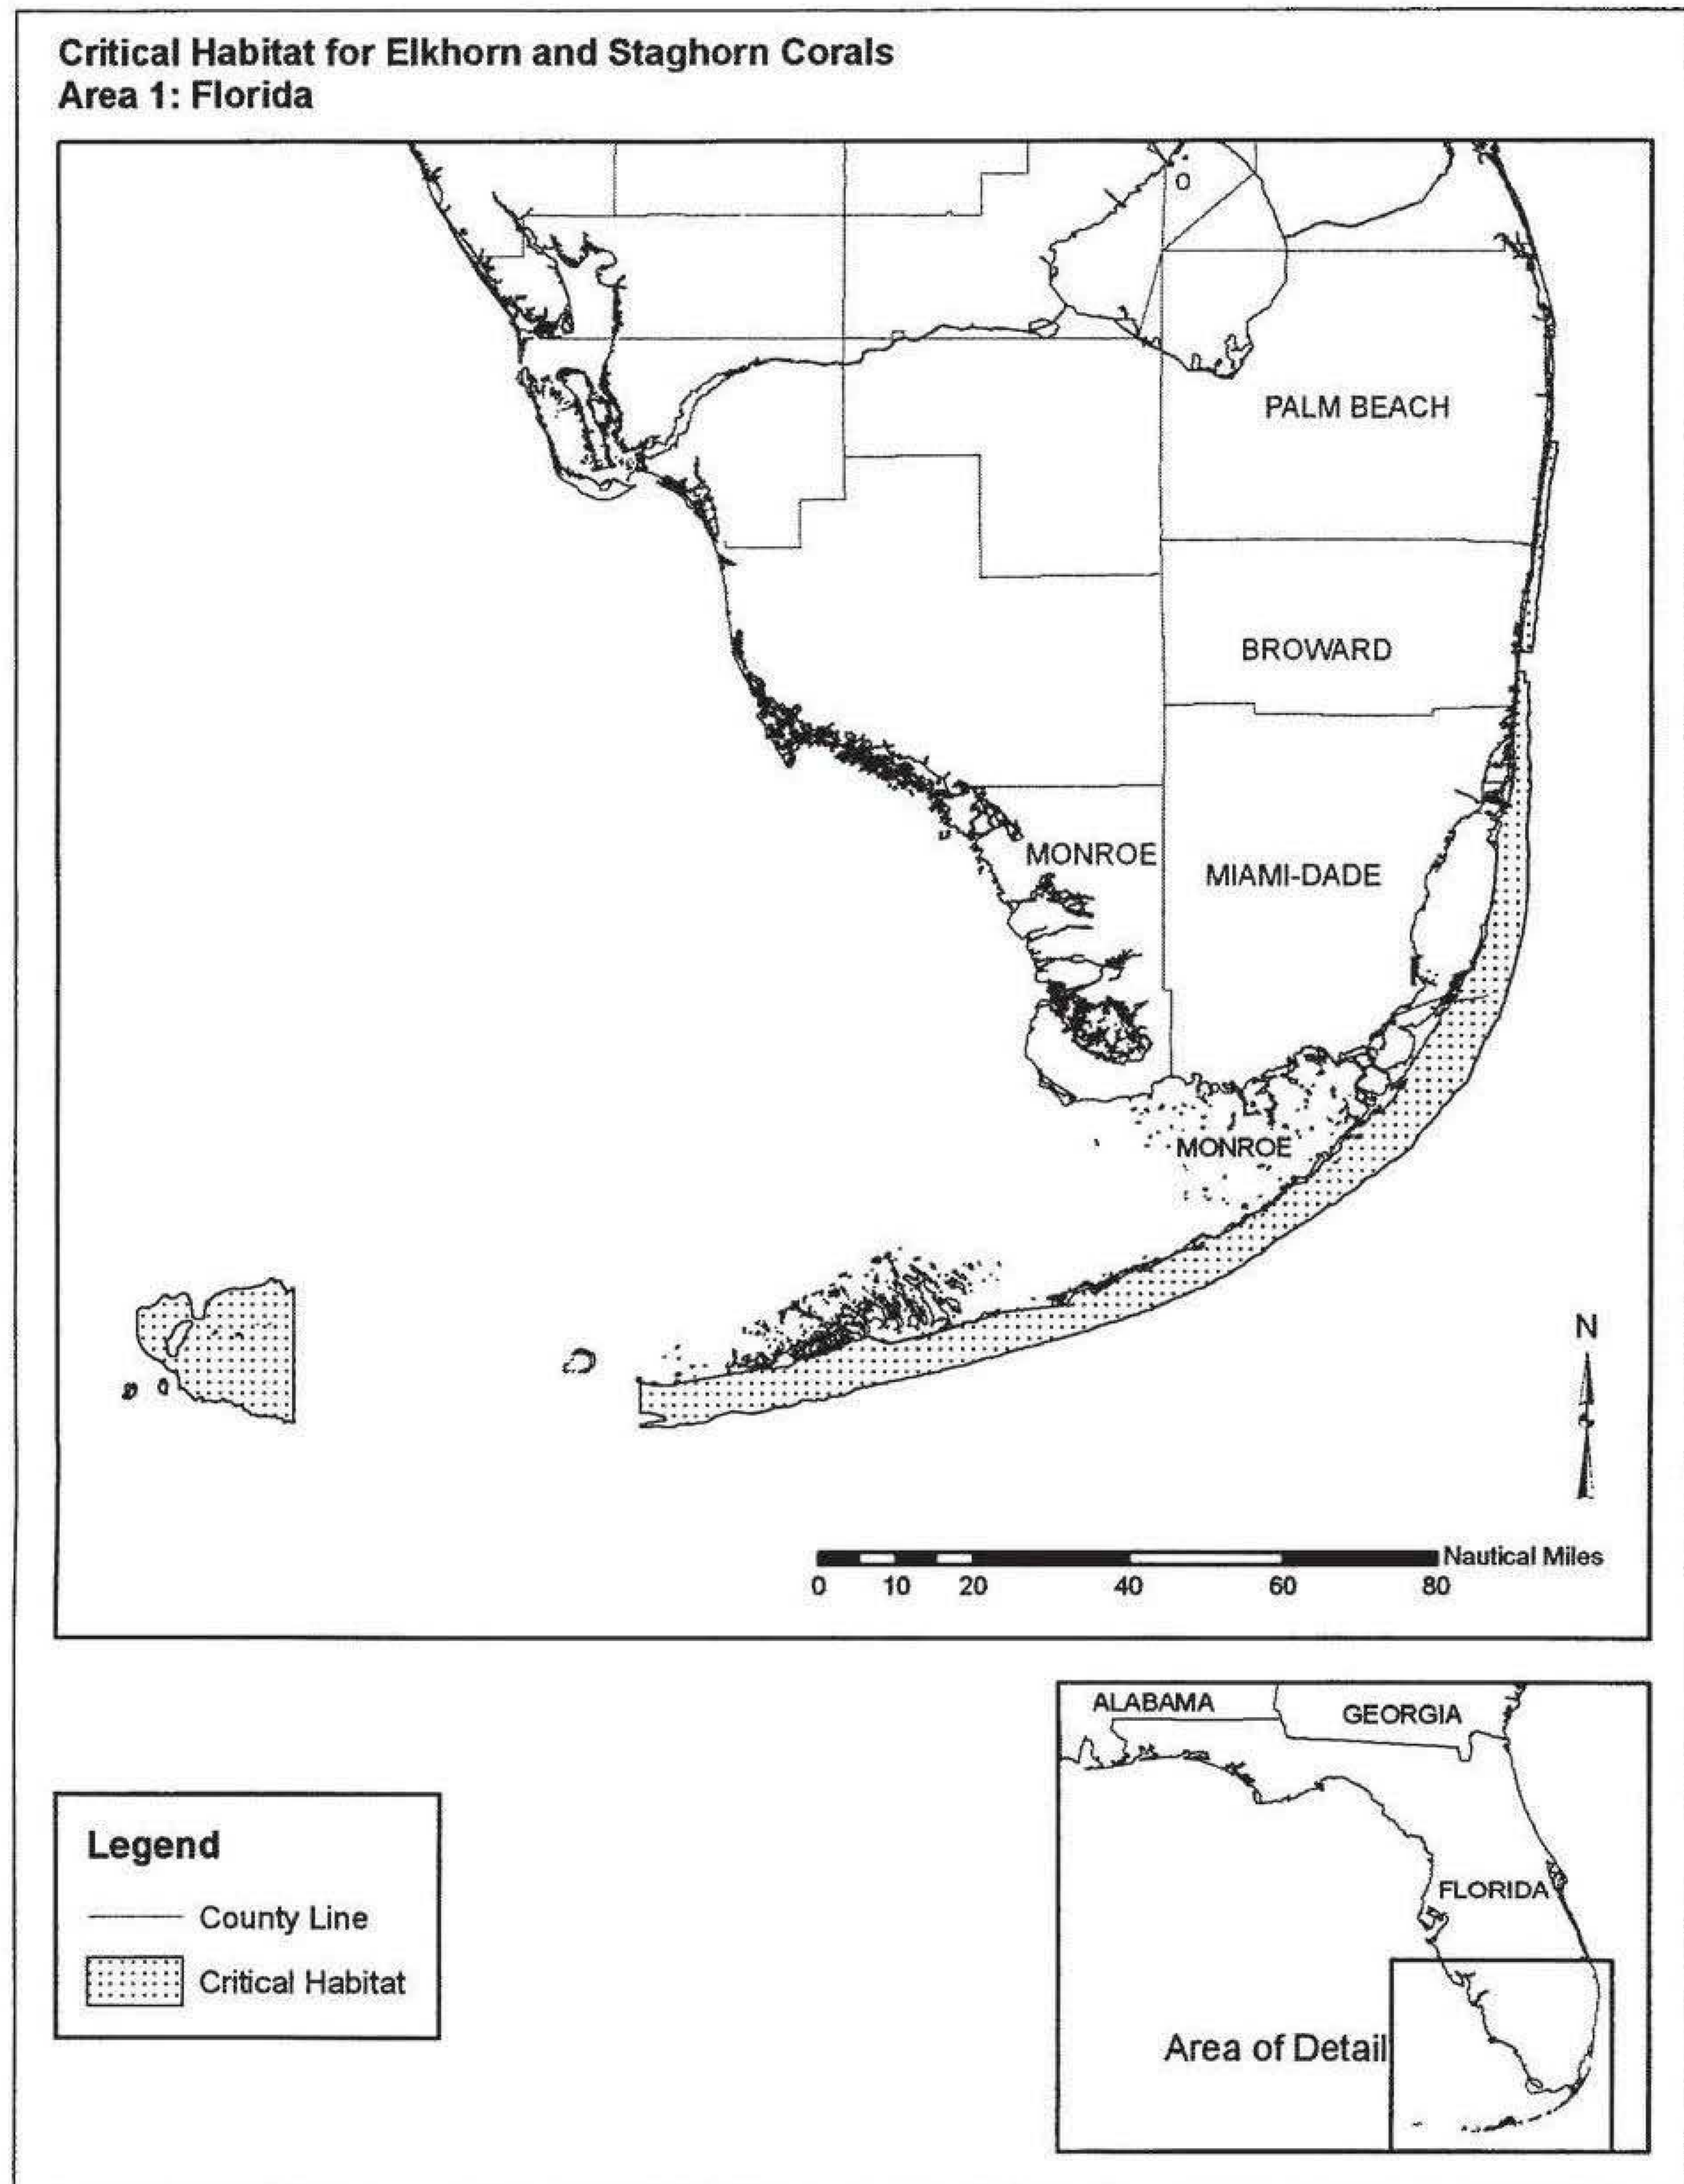 Critical Habitat for Elkhorn and Staghorn Corals
Area 1: Florida
PALM BEACH
BROWARD
MONROE
MIAMI-DADE
MONROE
N
Nautical Miles
0 10 20 40 60 80
ALABAMA
GEORGIA
FLORIDA
Area of Detail
Legend
County Line
Critical Habitat